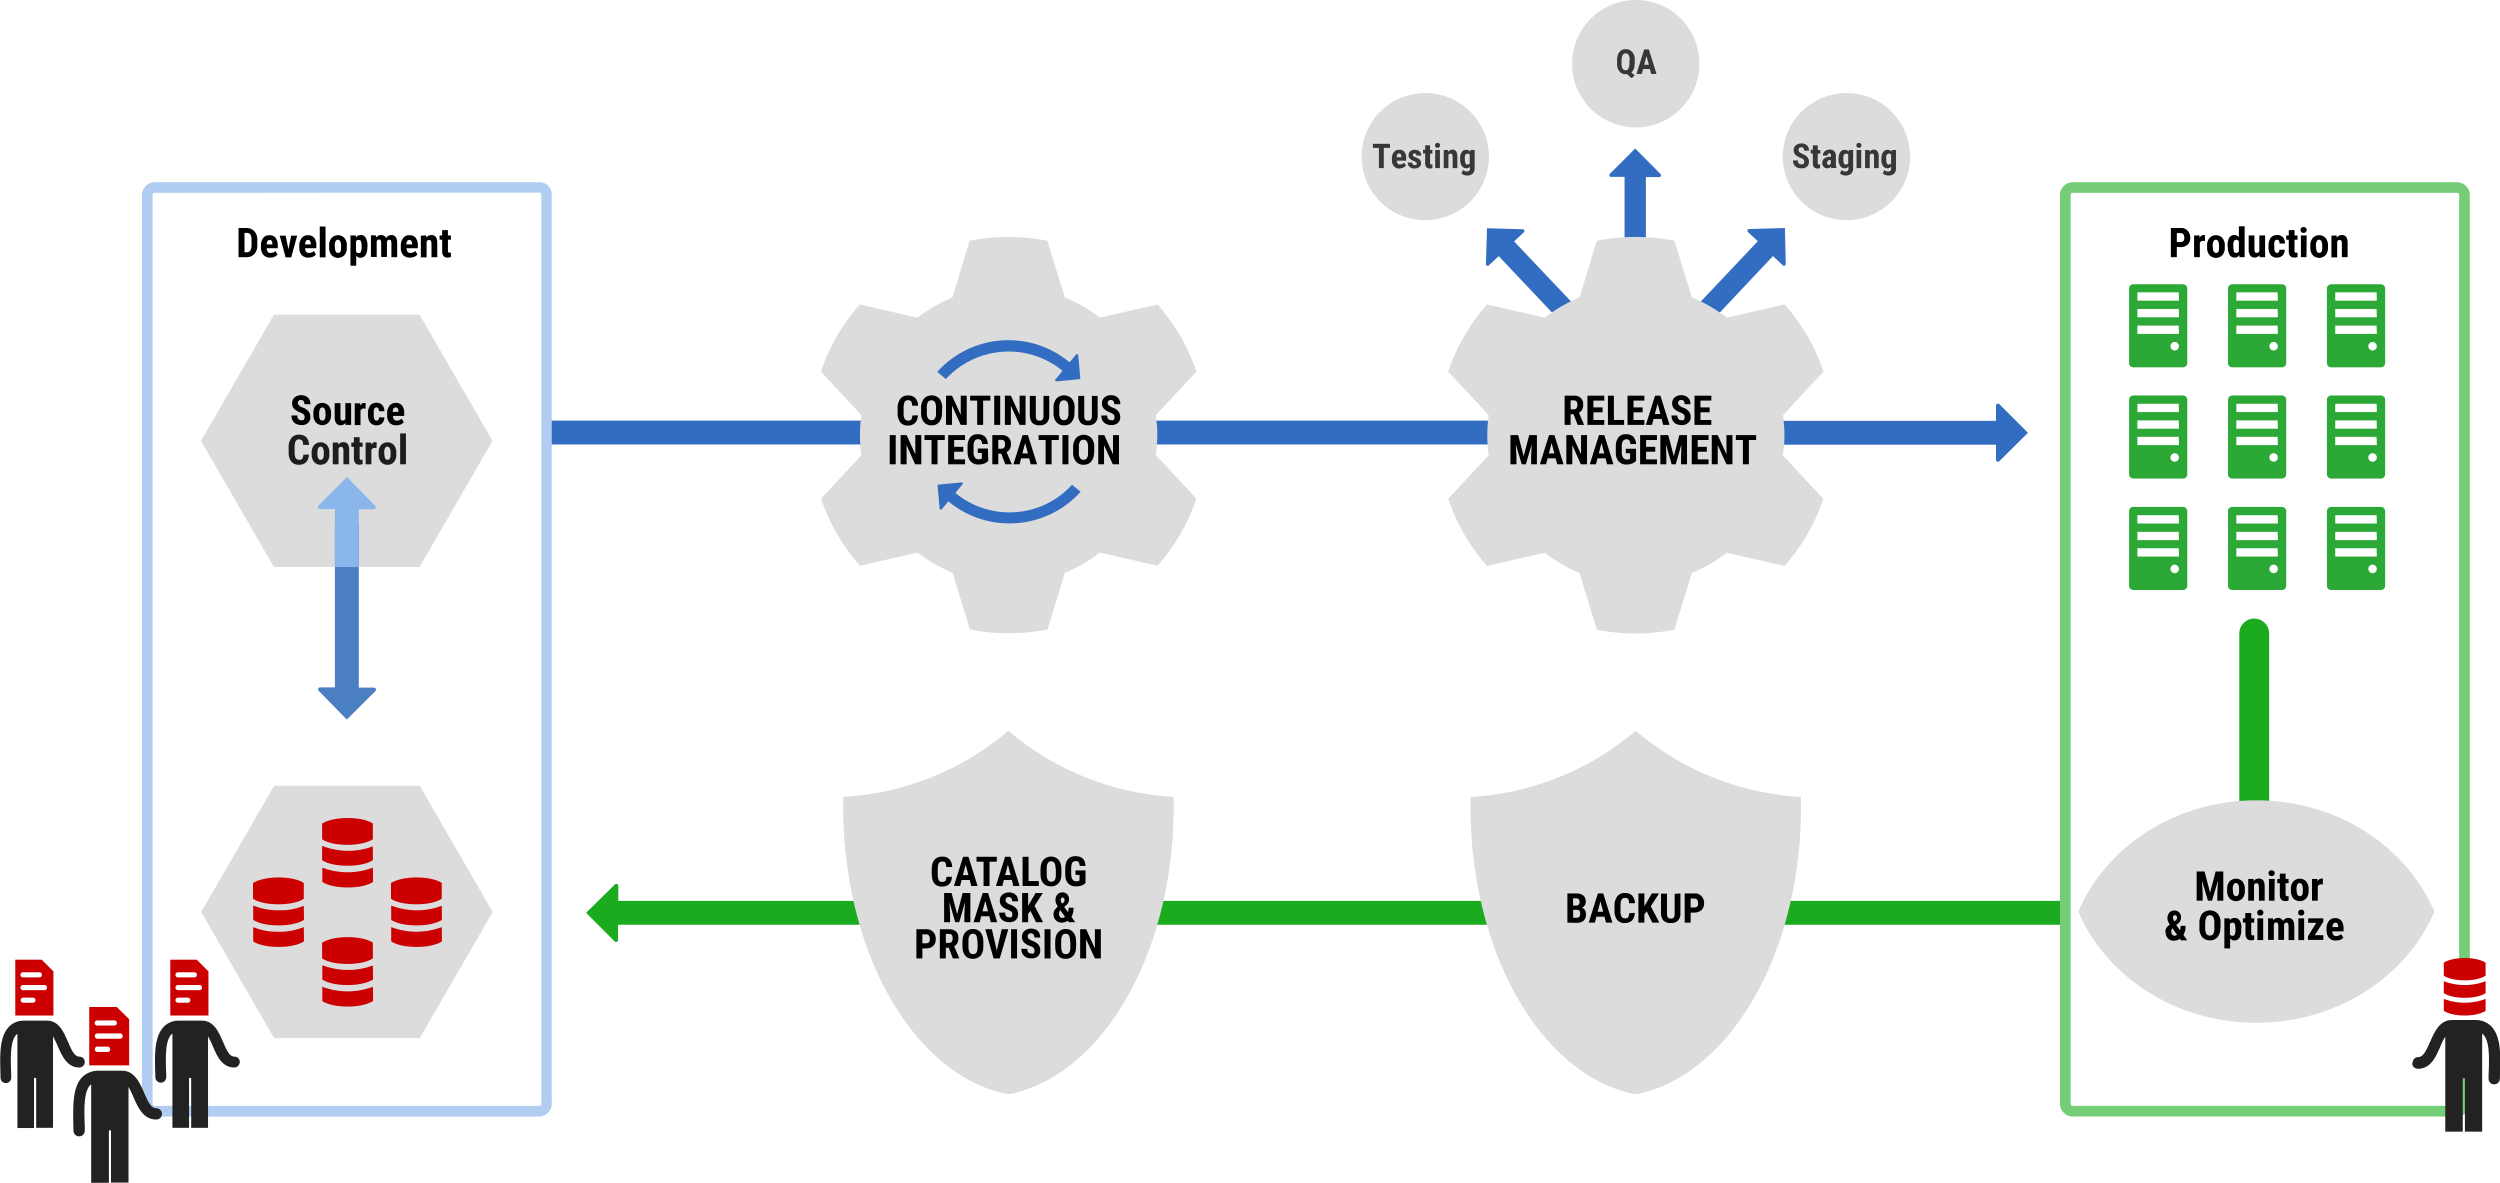 QA
Testing
Staging
Development
Production
Source
Control
CONTINUOUS
INTEGRATION
RELEASE
MANAGEMENT
CATALOG
MASK &
PROVISION
BACKUP
Monitor
& Optimize